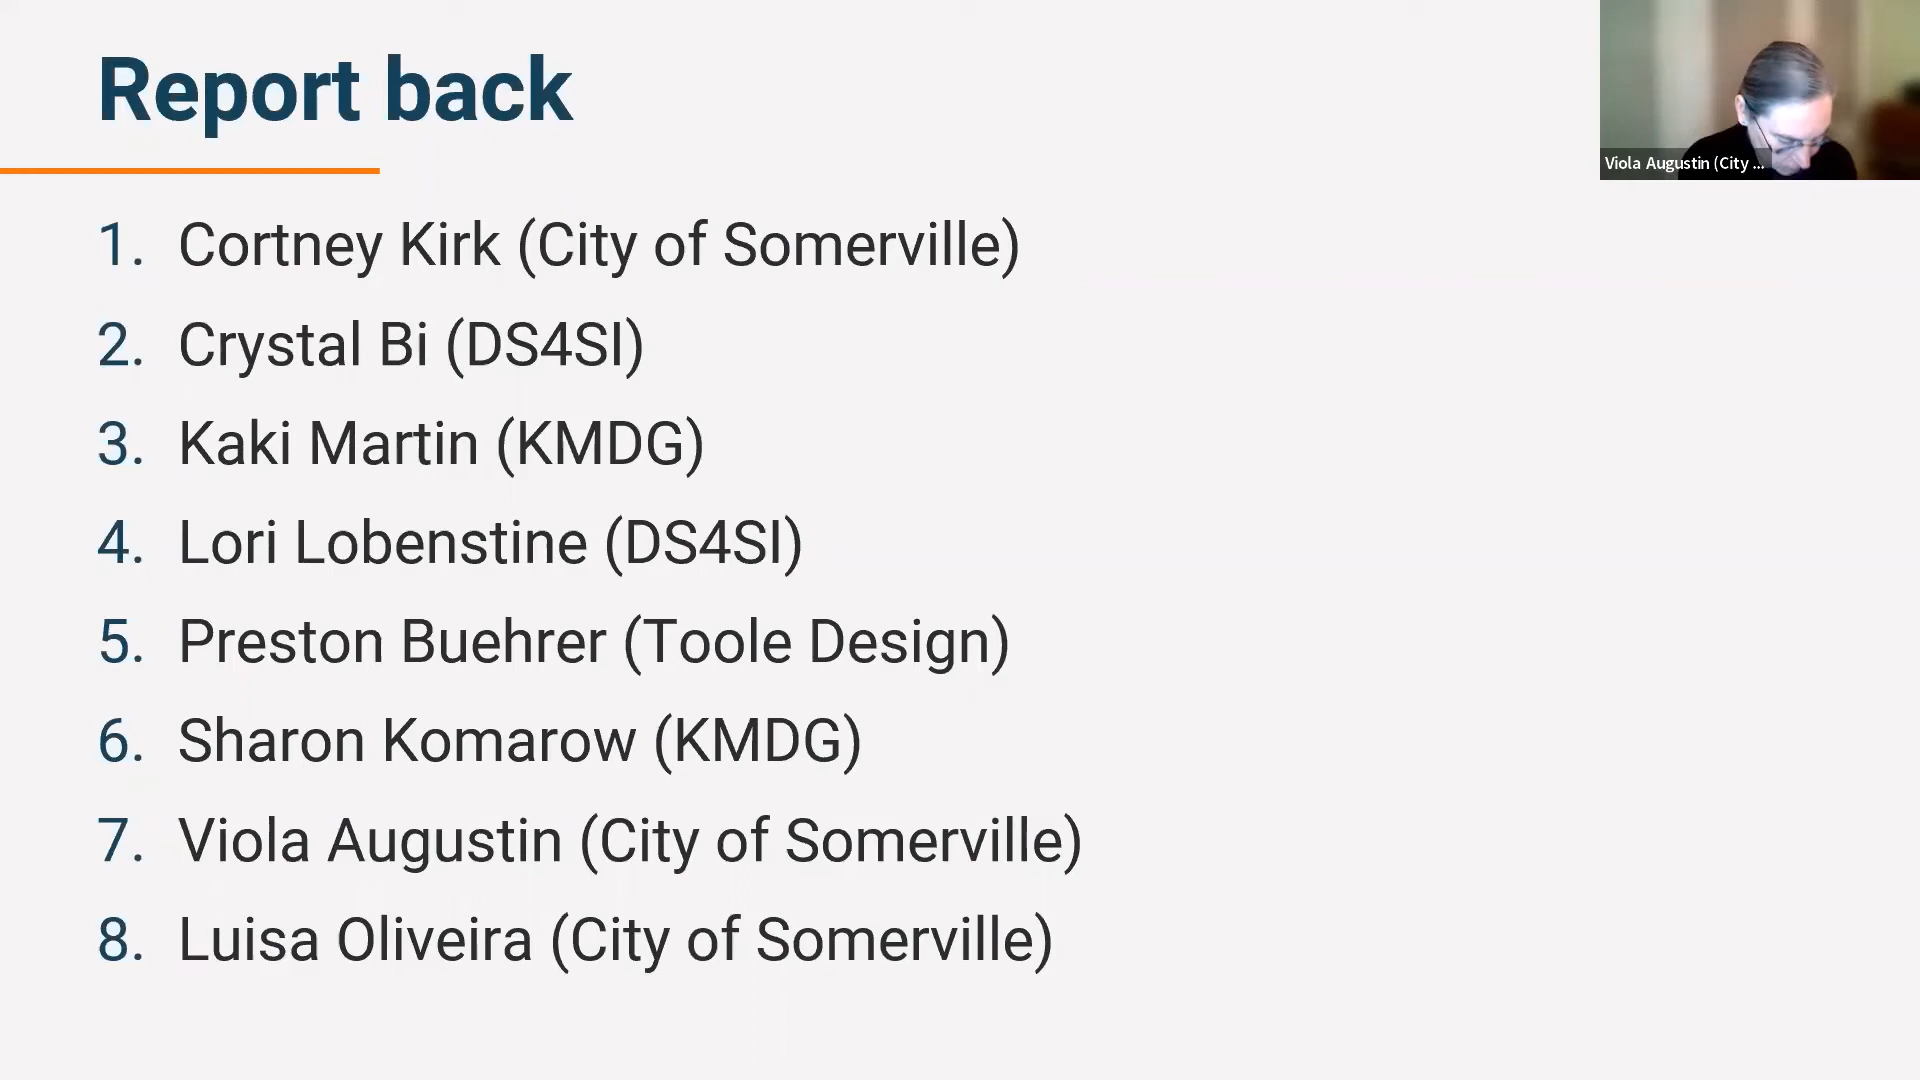 Report back
Viola Augustin (City ...
1. Cortney Kirk (City of Somerville)
2. Crystal Bi (DS4SI)
3. Kaki Martin (KMDG)
4. Lori Lobenstine (DS4SI)
5. Preston Buehrer (Toole Design)
6. Sharon Komarow (KMDG)
7. Viola Augustin (City of Somerville)
8. Luisa Oliveira (City of Somerville)